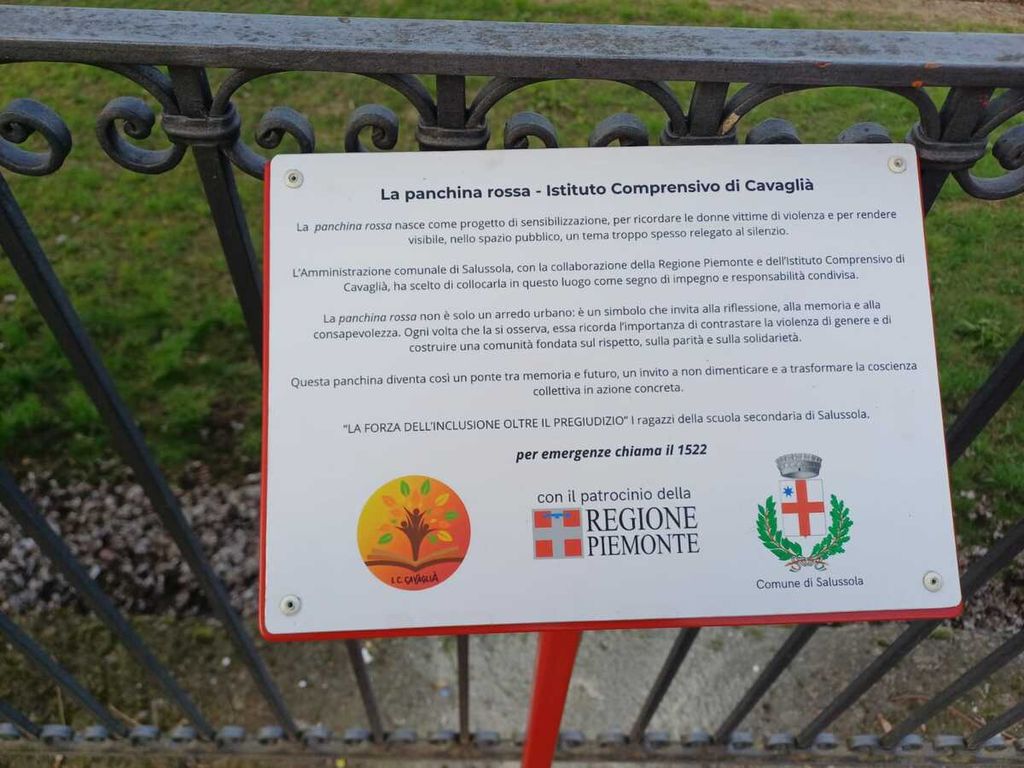 La panchina rossa - Istituto Comprensivo di Cavaglià
La panchina rossa nasce come progetto di sensibilizzazione, per ricordare le donne vittime di violenza e per rendere
visibile, nello spazio pubblico, un tema troppo spesso relegato al silenzio.
L'Amministrazione comunale di Salussola, con la collaborazione della Regione Piemonte e dell'Istituto Comprensivo di
Cavaglià, ha scelto di collocarla in questo luogo come segno di impegno e responsabilità condivisa.
La panchina rossa non è solo un arredo urbano: è un simbolo che invita alla riflessione, alla memoria e alla
consapevolezza. Ogni volta che la si osserva, essa ricorda l'importanza di contrastare la violenza di genere e di
costruire una comunità fondata sul rispetto, sulla parità e sulla solidarietà.
Questa panchina diventa così un ponte tra memoria e futuro, un invito a non dimenticare e a trasformare la coscienza
collettiva in azione concreta.
"LA FORZA DELL'INCLUSIONE OLTRE IL PREGIUDIZIO" I ragazzi della scuola secondaria di Salussola.
per emergenze chiama il 1522
I.C. CAVAGLIÀ
con il patrocinio della
REGIONE
PIEMONTE
Comune di Salussola